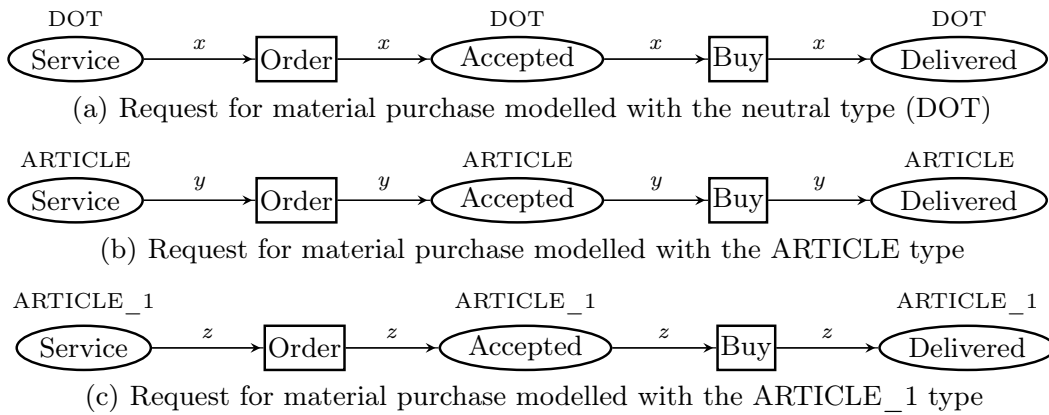 DOT DOT DOT
Service x Order x Accepted x Buy x Delivered
(a) Request for material purchase modelled with the neutral type (DOT)
ARTICLE ARTICLE ARTICLE
Service y Order y Accepted y Buy y Delivered
(b) Request for material purchase modelled with the ARTICLE type
ARTICLE_1 ARTICLE_1 ARTICLE_1
Service z Order z Accepted z Buy z Delivered
(c) Request for material purchase modelled with the ARTICLE_1 type